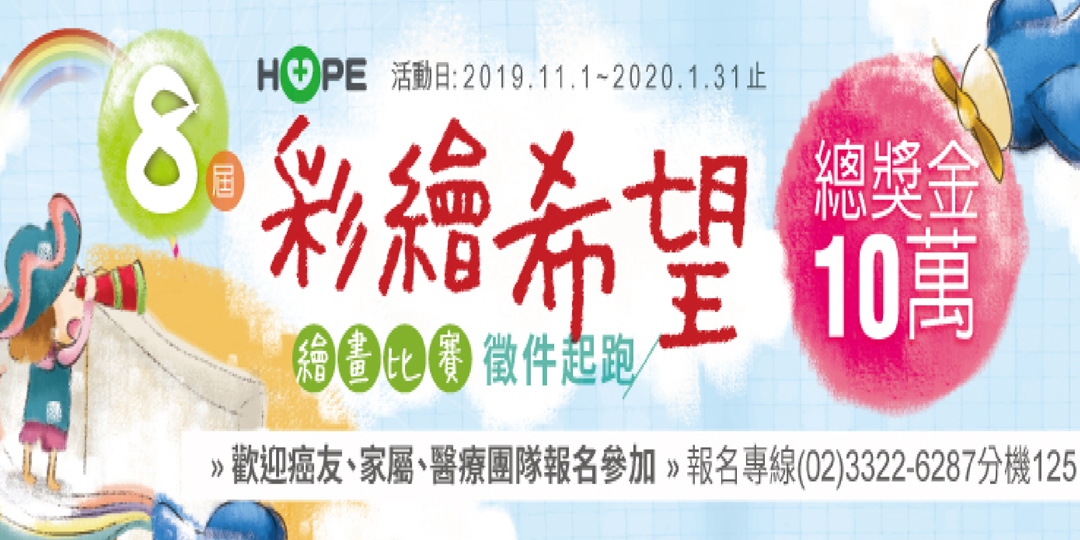 8屆
HOPE 活動日:2019.11.1~2020.1.31止
彩繪希望
總獎金
10萬
繪畫比賽 徵件起跑
» 歡迎癌友、家屬、醫療團隊報名參加 » 報名專線(02)3322-6287分機125